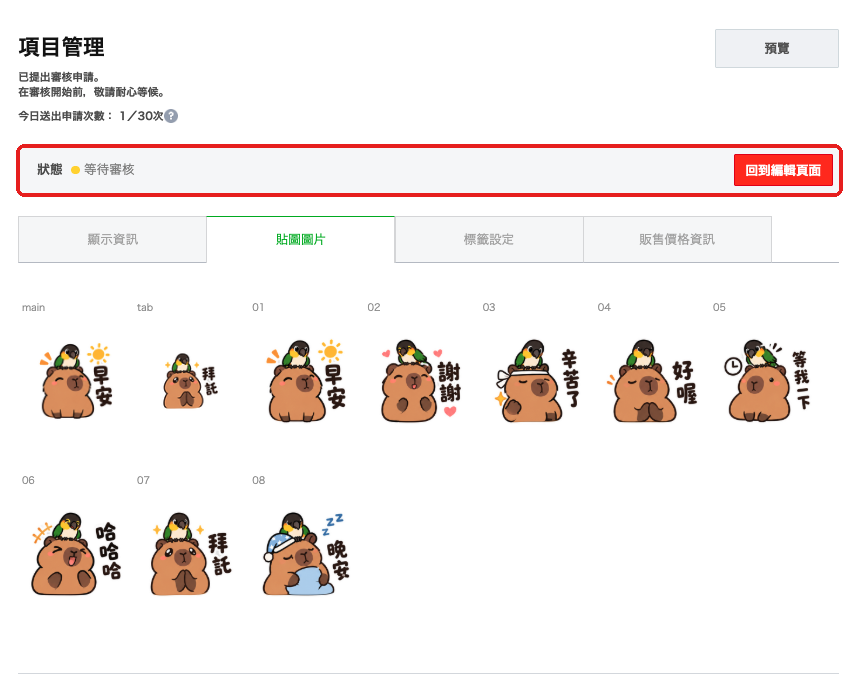 項目管理
預覽
已提出審核申請。
在審核開始前，敬請耐心等候。
今日送出申請次數： 1／30次?
狀態 等待審核
回到編輯頁面
顯示資訊 貼圖圖片 標籤設定 販售價格資訊
main tab 01 02 03 04 05
早安
拜託
早安
謝謝
辛苦了
好喔
等我一下
06 07 08
哈哈哈
拜託
zzz
晚安